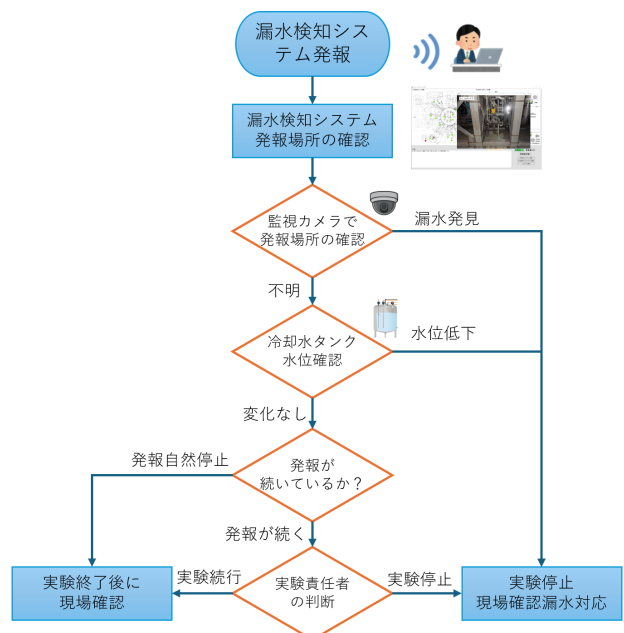 漏水検知シス
テム発報
漏水検知システム
発報場所の確認
監視カメラで
発報場所の確認
漏水発見
不明
冷却水タンク
水位確認
水位低下
変化なし
発報自然停止
発報が
続いているか？
発報が続く
実験終了後に
現場確認
実験続行
実験責任者
の判断
実験停止
実験停止
現場確認漏水対応